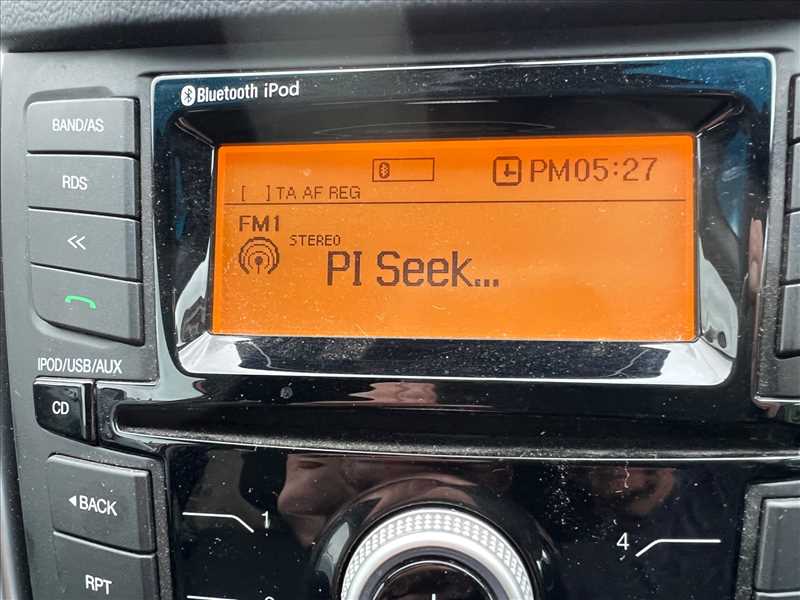 Bluetooth iPod
BAND/AS
RDS
PM05:27
[ ] TA AF REG
FM1
STEREO
PI Seek...
IPOD/USB/AUX
CD
BACK
RPT
1
4